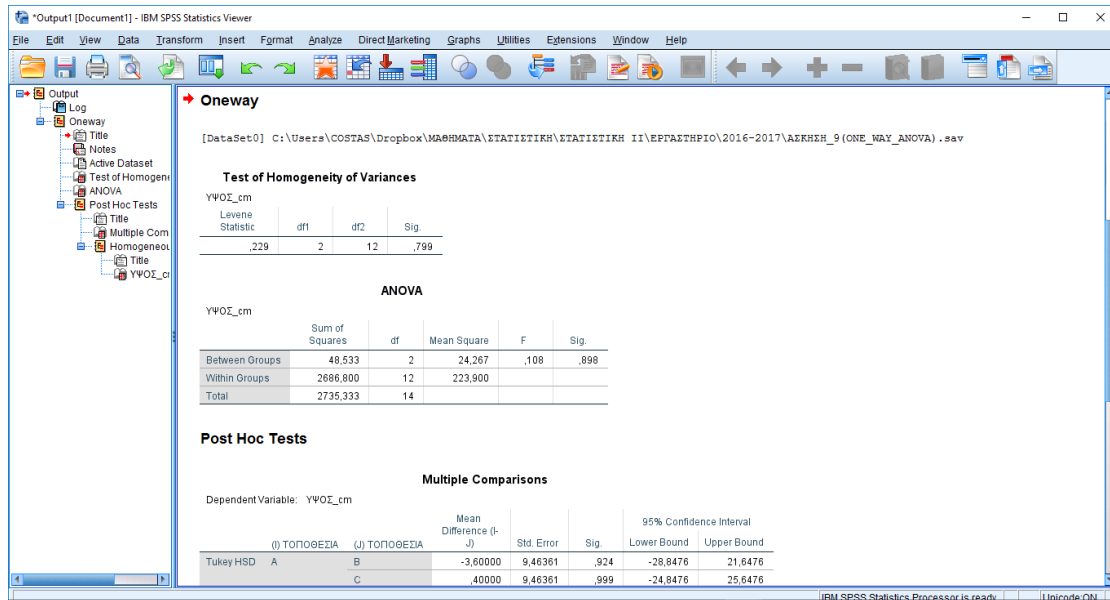 *Output1 [Document1] - IBM SPSS Statistics Viewer
File Edit View Data Transform Insert Format Analyze Direct Marketing Graphs Utilities Extensions Window Help
Output
Log
Oneway
Title
Notes
Active Dataset
Test of Homogene
ANOVA
Post Hoc Tests
Title
Multiple Com
Homogeneou
Title
ΥΨΟΣ_c
Oneway
[DataSet0] C:\Users\COSTAS\Dropbox\ΜΑΘΗΜΑΤΑ\ΣΤΑΤΙΣΤΙΚΗ\ΣΤΑΤΙΣΤΙΚΗ ΙΙ\ΕΡΓΑΣΤΗΡΙΟ\2016-2017\ΑΣΚΗΣΗ_9(ONE_WAY_ANOVA).sav
Test of Homogeneity of Variances
ΥΨΟΣ_cm
Levene Statistic df1 df2 Sig.
,229 2 12 ,799
ANOVA
ΥΨΟΣ_cm
Sum of Squares df Mean Square F Sig.
Between Groups 48,533 2 24,267 ,108 ,898
Within Groups 2686,800 12 223,900
Total 2735,333 14
Post Hoc Tests
Multiple Comparisons
Dependent Variable: ΥΨΟΣ_cm
(I) ΤΟΠΟΘΕΣΙΑ (J) ΤΟΠΟΘΕΣΙΑ Mean Difference (I-J) Std. Error Sig. 95% Confidence Interval Lower Bound Upper Bound
Tukey HSD A B -3,60000 9,46361 ,924 -28,8476 21,6476
C ,40000 9,46361 ,999 -24,8476 25,6476
IBM SPSS Statistics Processor is ready Unicode:ON